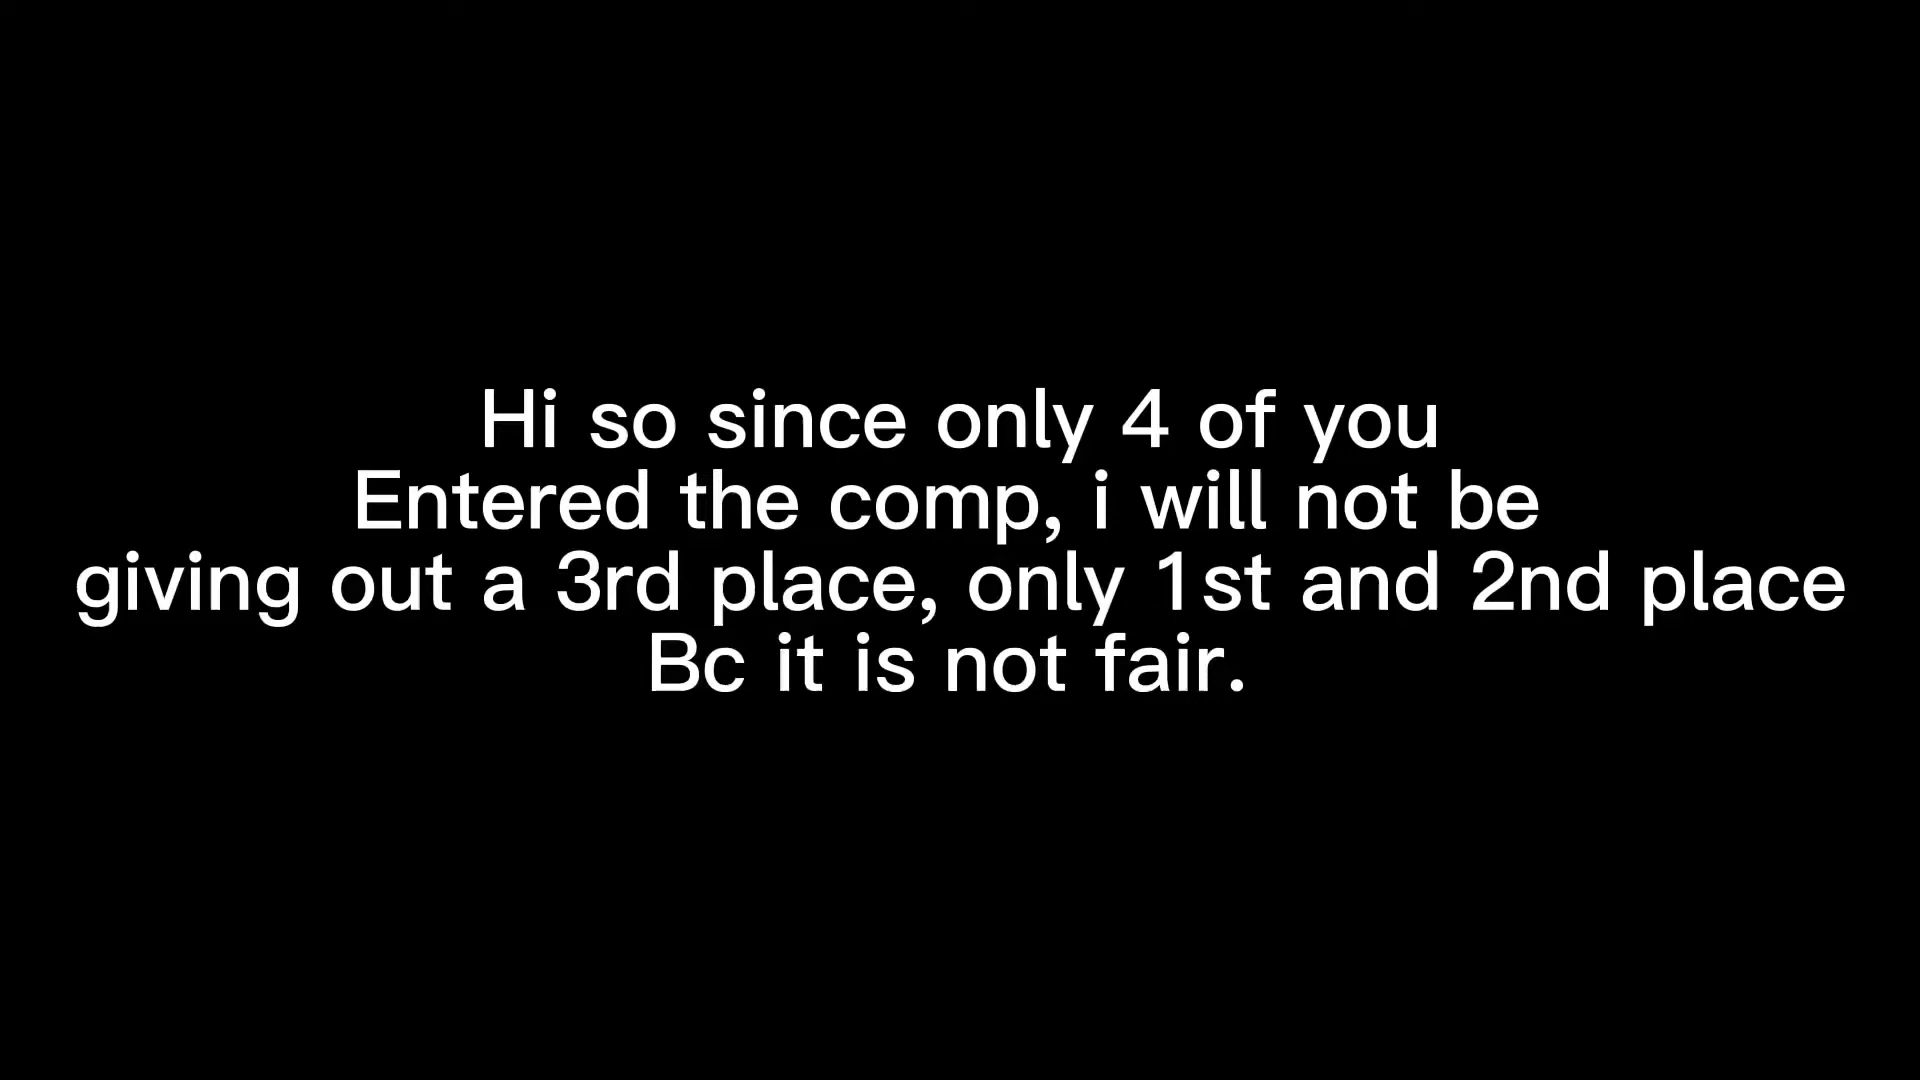 Hi so since only 4 of you
Entered the comp, i will not be
giving out a 3rd place, only 1st and 2nd place
Bc it is not fair.